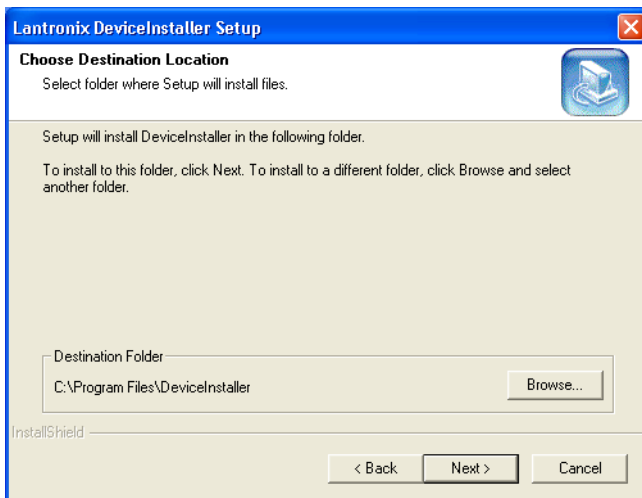 Lantronix DeviceInstaller Setup
Choose Destination Location
Select folder where Setup will install files.
Setup will install DeviceInstaller in the following folder.
To install to this folder, click Next. To install to a different folder, click Browse and select
another folder.
Destination Folder
C:\Program Files\DeviceInstaller
Browse...
InstallShield
< Back
Next >
Cancel